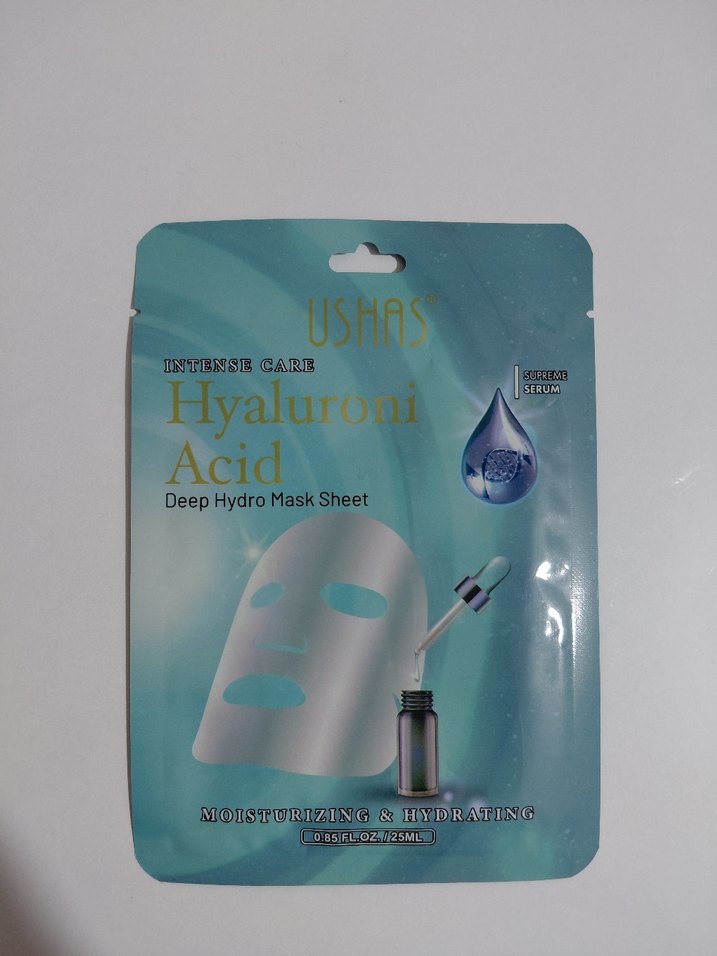 USHAS®
INTENSE CARE
Hyaluroni
Acid
Deep Hydro Mask Sheet
SUPREME
SERUM
MOISTURIZING & HYDRATING
0.85 FL.OZ. / 25ML